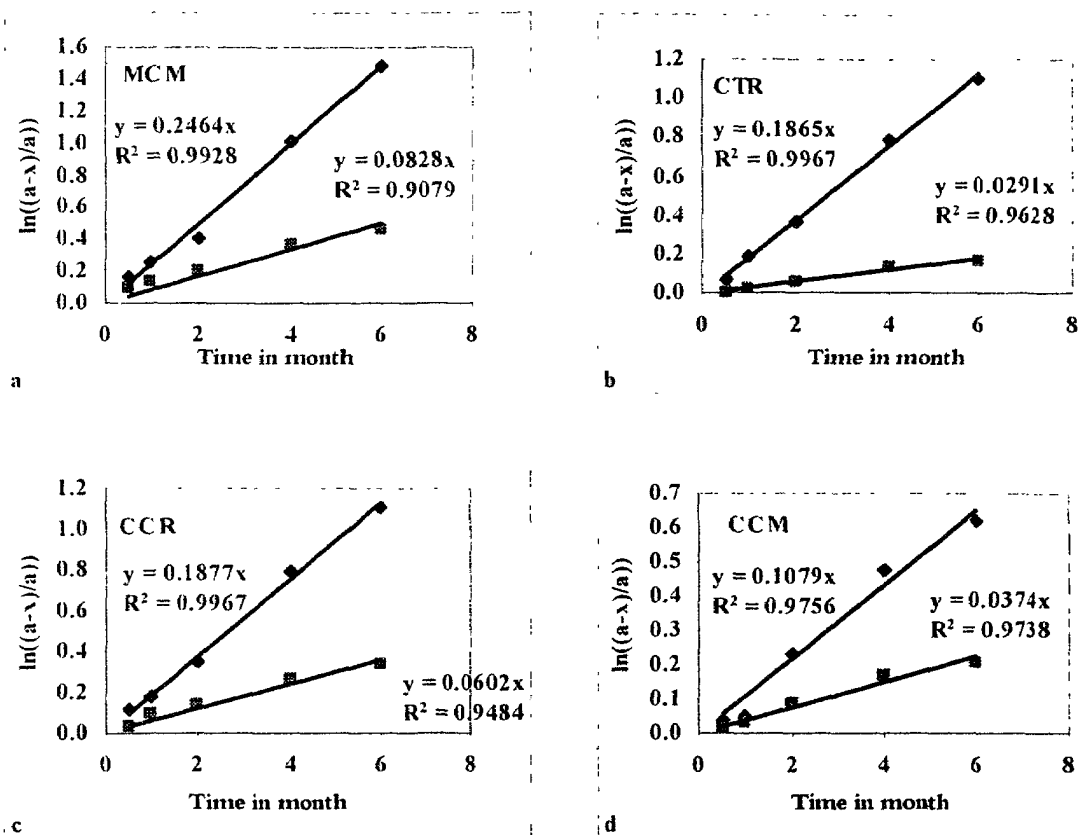 1.6
1.4
1.2
1.0
0.8
0.6
0.4
0.2
0.0
ln((a-x)/a))
MCM
y = 0.2464x
R² = 0.9928
y = 0.0828x
R² = 0.9079
0 2 4 6 8
Time in month
a
1.2
1.0
0.8
0.6
0.4
0.2
0.0
ln((a-x)/a))
CTR
y = 0.1865x
R² = 0.9967
y = 0.0291x
R² = 0.9628
0 2 4 6 8
Time in month
b
1.2
1.0
0.8
0.6
0.4
0.2
0.0
ln((a-x)/a))
CCR
y = 0.1877x
R² = 0.9967
y = 0.0602x
R² = 0.9484
0 2 4 6 8
Time in month
c
0.7
0.6
0.5
0.4
0.3
0.2
0.1
0.0
ln((a-x)/a))
CCM
y = 0.1079x
R² = 0.9756
y = 0.0374x
R² = 0.9738
0 2 4 6 8
Time in month
d